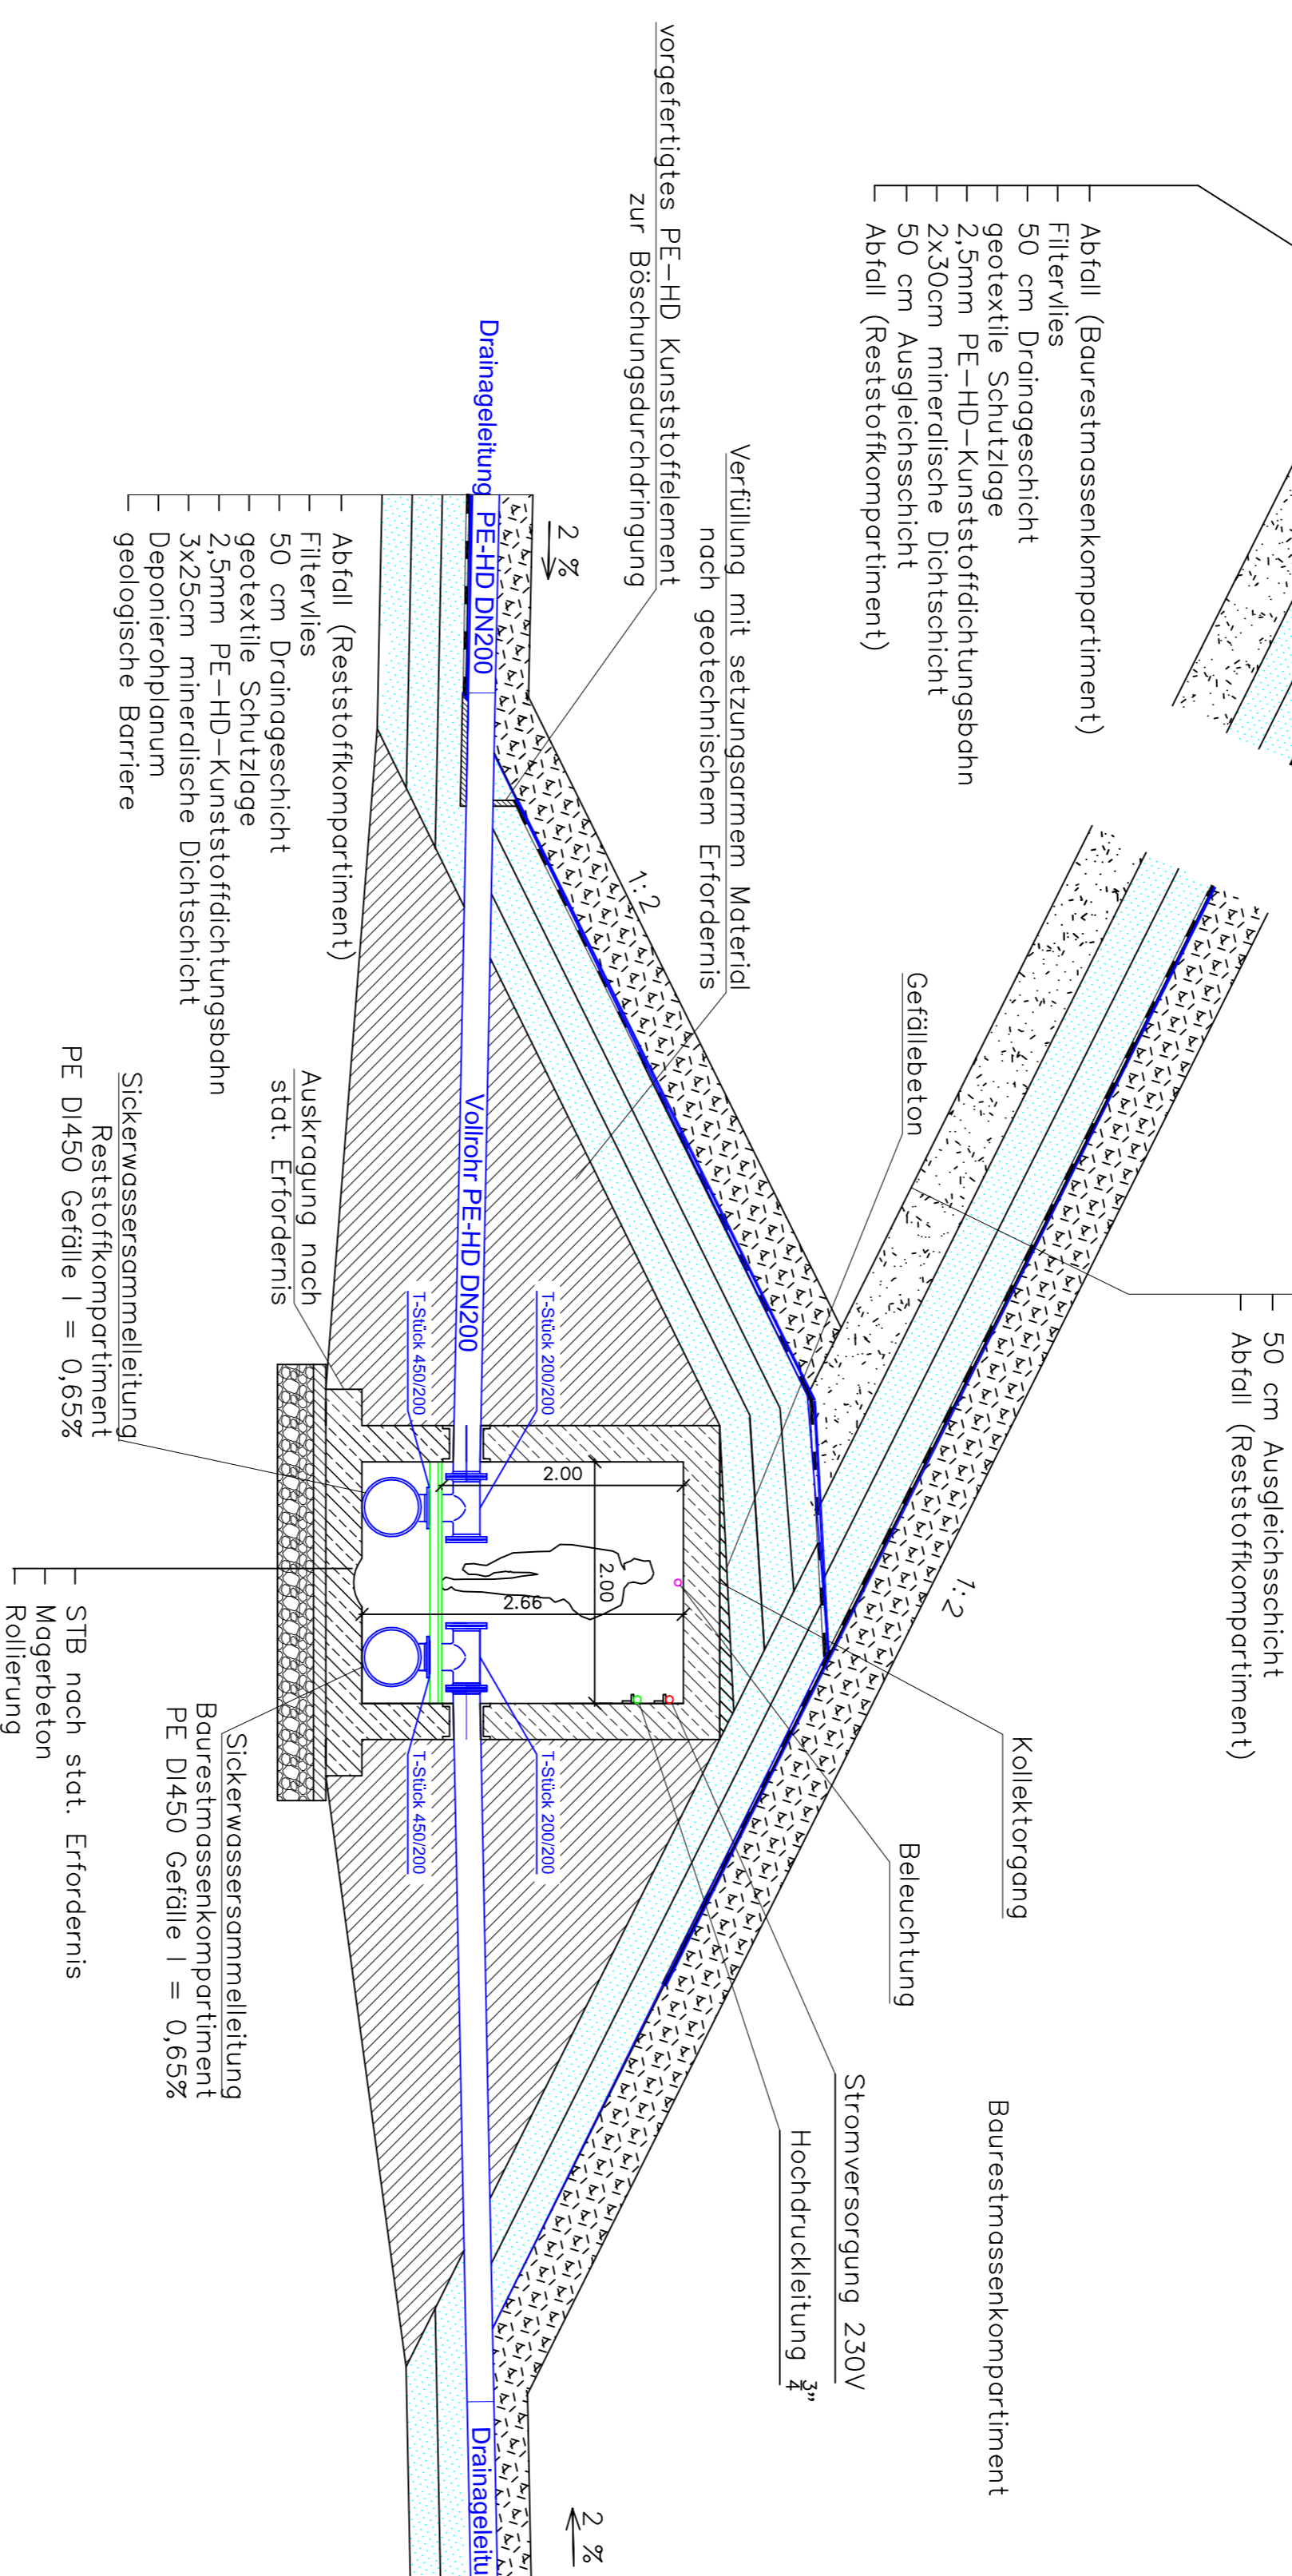 50 cm Ausgleichsschicht
Abfall (Reststoffkompartiment)
Abfall (Baurestmassenkompartiment)
Filtervlies
50 cm Drainageschicht
geotextile Schutzlage
2,5mm PE-HD-Kunststoffdichtungsbahn
2x30cm mineralische Dichtschicht
50 cm Ausgleichsschicht
Abfall (Reststoffkompartiment)
vorgefertigtes PE-HD Kunststoffelement
zur Böschungsdurchdringung
Verfüllung mit setzungsarmem Material
nach geotechnischem Erfordernis
Gefällebeton
Kollektorgang
Beleuchtung
Baurestmassenkompartiment
Stromversorgung 230V
Hochdruckleitung ¾"
1:2
1:2
2 %
2 %
Drainageleitung PE-HD DN200
Vollrohr PE-HD DN200
T-Stück 200/200
T-Stück 450/200
T-Stück 200/200
T-Stück 450/200
2.00
2.00
2.66
Drainageleitu
Abfall (Reststoffkompartiment)
Filtervlies
50 cm Drainageschicht
geotextile Schutzlage
2,5mm PE-HD-Kunststoffdichtungsbahn
3x25cm mineralische Dichtschicht
Deponierohplanum
geologische Barriere
Auskragung nach
stat. Erfordernis
Sickerwassersammelleitung
Reststoffkompartiment
PE DI450 Gefälle I = 0,65%
Sickerwassersammelleitung
Baurestmassenkompartiment
PE DI450 Gefälle I = 0,65%
STB nach stat. Erfordernis
Magerbeton
Rollierung